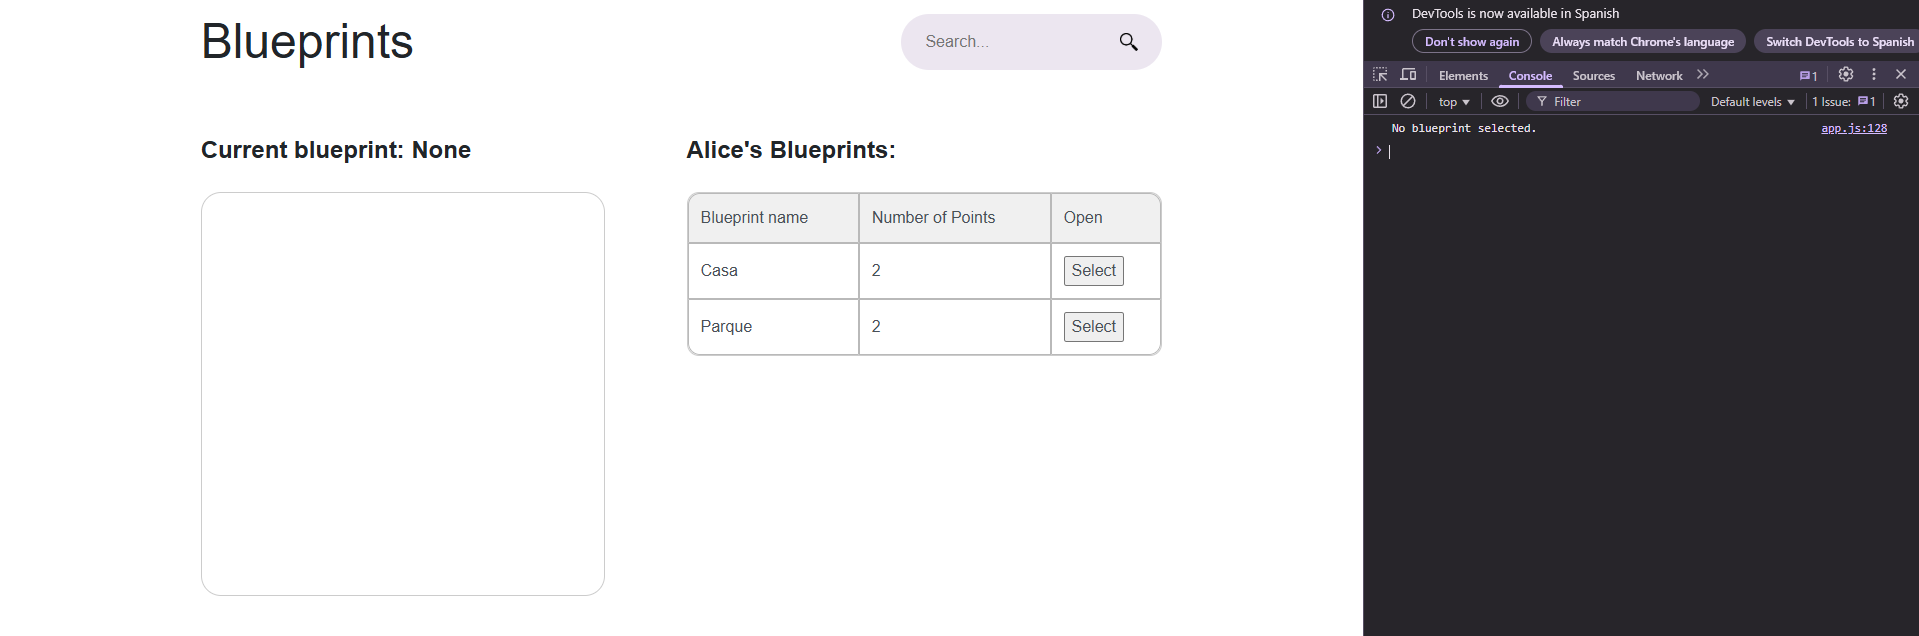 Blueprints
Search...
Current blueprint: None
Alice's Blueprints:
Blueprint name Number of Points Open
Casa 2 Select
Parque 2 Select
DevTools is now available in Spanish
Don't show again Always match Chrome's language Switch DevTools to Spanish
Elements Console Sources Network 1
top Filter Default levels 1 Issue: 1
No blueprint selected. app.js:128